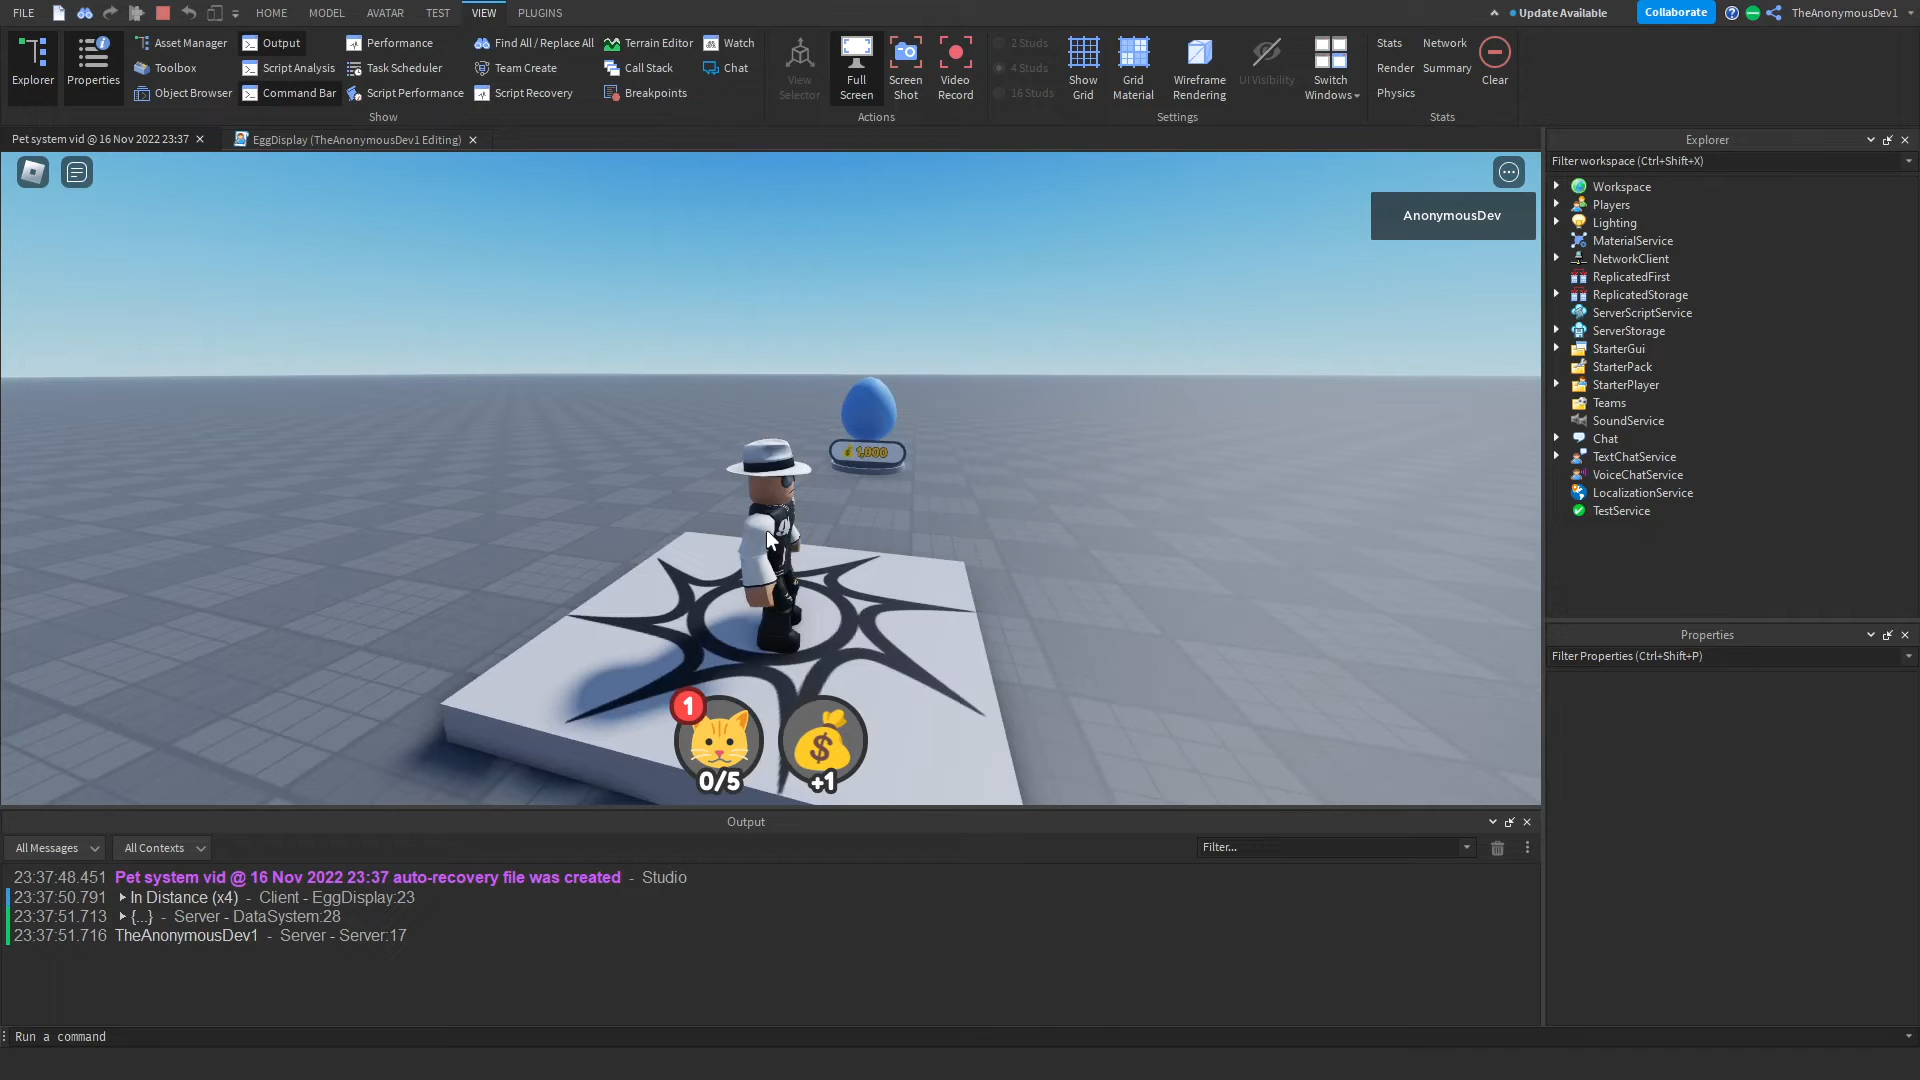 FILE HOME MODEL AVATAR TEST VIEW PLUGINS Update Available Collaborate TheAnonymousDev1
Explorer
Properties
Asset Manager
Toolbox
Object Browser
Output
Script Analysis
Command Bar
Performance
Task Scheduler
Script Performance
Find All / Replace All
Team Create
Script Recovery
Terrain Editor
Call Stack
Breakpoints
Watch
Chat
Show
View
Selector
Full
Screen
Screen
Shot
Video
Record
Actions
2 Studs
4 Studs
16 Studs
Show
Grid
Grid
Material
Wireframe
Rendering
UI Visibility
Switch
Windows
Settings
Stats
Render
Physics
Network
Summary
Clear
Stats
Pet system vid @ 16 Nov 2022 23:37
EggDisplay (TheAnonymousDev1 Editing)
AnonymousDev
1,000
1
0/5
$
+1
Explorer
Filter workspace (Ctrl+Shift+X)
Workspace
Players
Lighting
MaterialService
NetworkClient
ReplicatedFirst
ReplicatedStorage
ServerScriptService
ServerStorage
StarterGui
StarterPack
StarterPlayer
Teams
SoundService
Chat
TextChatService
VoiceChatService
LocalizationService
TestService
Properties
Filter Properties (Ctrl+Shift+P)
Output
All Messages All Contexts Filter...
23:37:48.451 Pet system vid @ 16 Nov 2022 23:37 auto-recovery file was created - Studio
23:37:50.791 In Distance (x4) - Client - EggDisplay:23
23:37:51.713 {...} - Server - DataSystem:28
23:37:51.716 TheAnonymousDev1 - Server - Server:17
Run a command